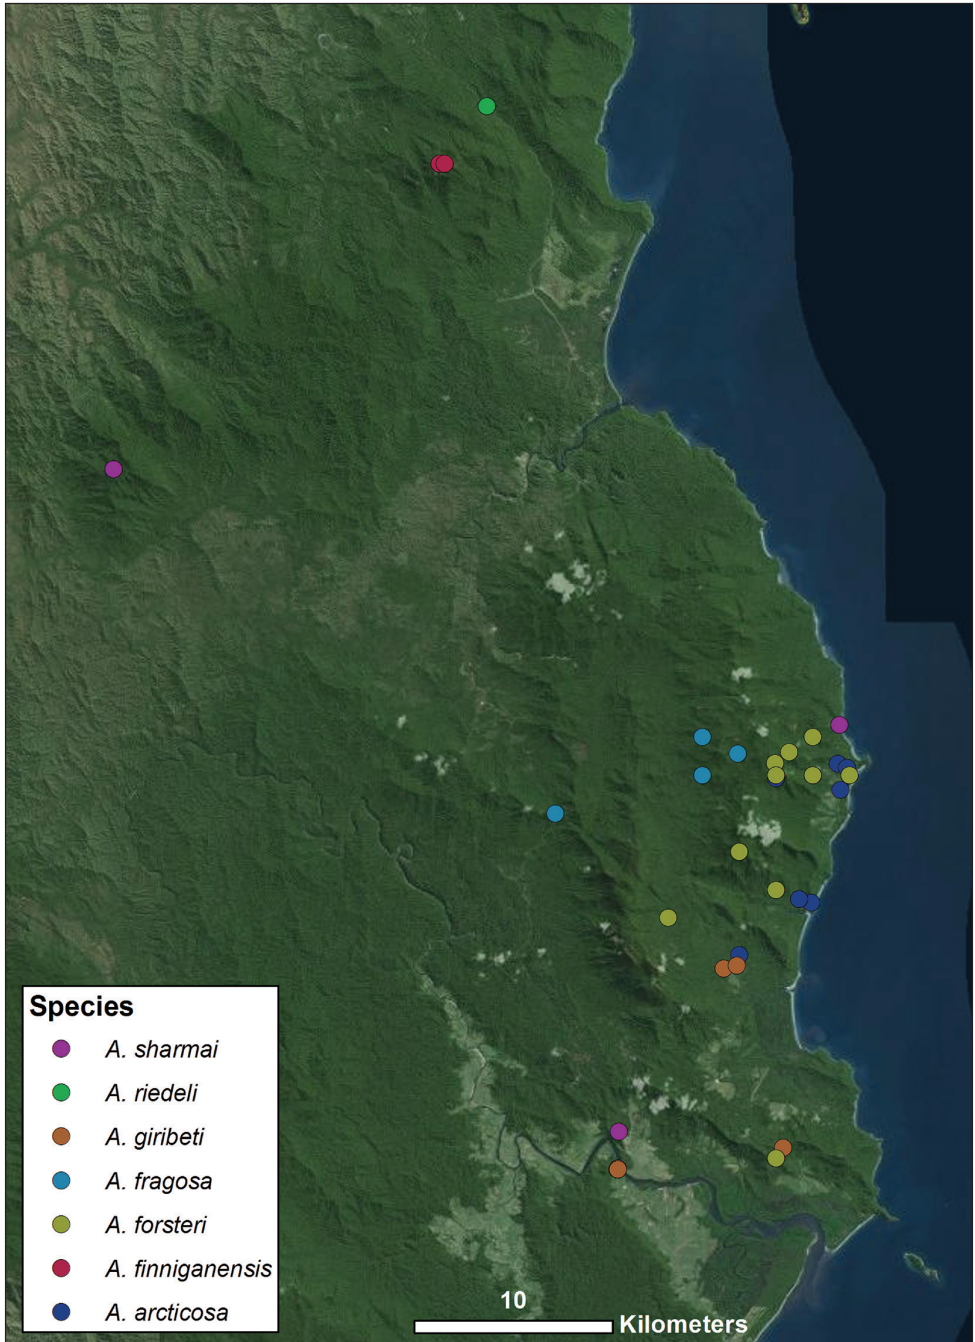 Species
A. sharmai
A. riedeli
A. giribeti
A. fragosa
A. forsteri
A. finniganensis
A. arcticosa
10
Kilometers